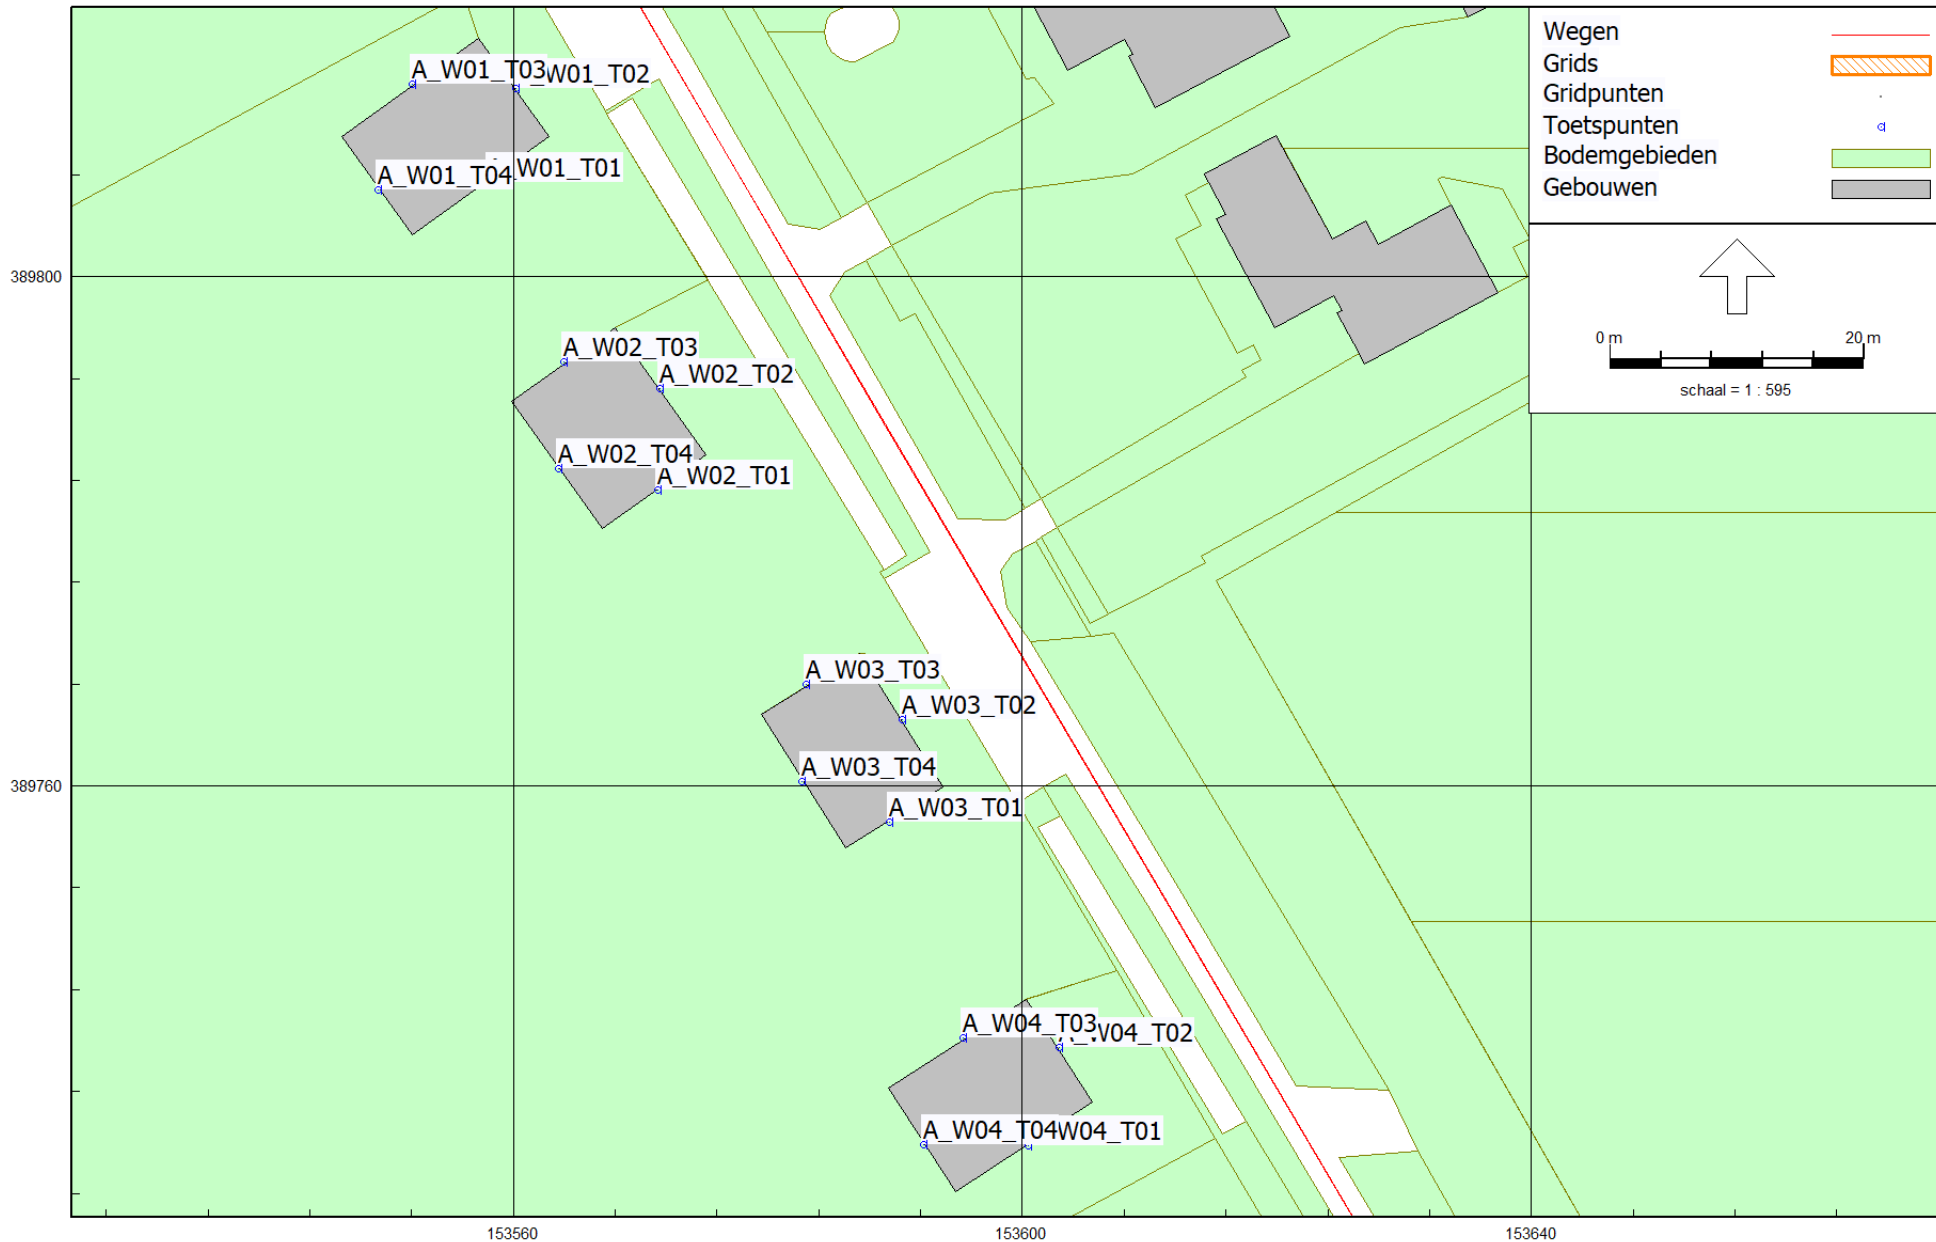 Wegen
Grids
Gridpunten
Toetspunten
Bodemgebieden
Gebouwen
0 m 20 m
schaal = 1 : 595
A_W01_T03 W01_T02
A_W01_T04 W01_T01
389800
A_W02_T03
A_W02_T02
A_W02_T04
A_W02_T01
A_W03_T03
A_W03_T02
A_W03_T04
389760
A_W03_T01
A_W04_T03 A_W04_T02
A_W04_T04 W04_T01
153560 153600 153640